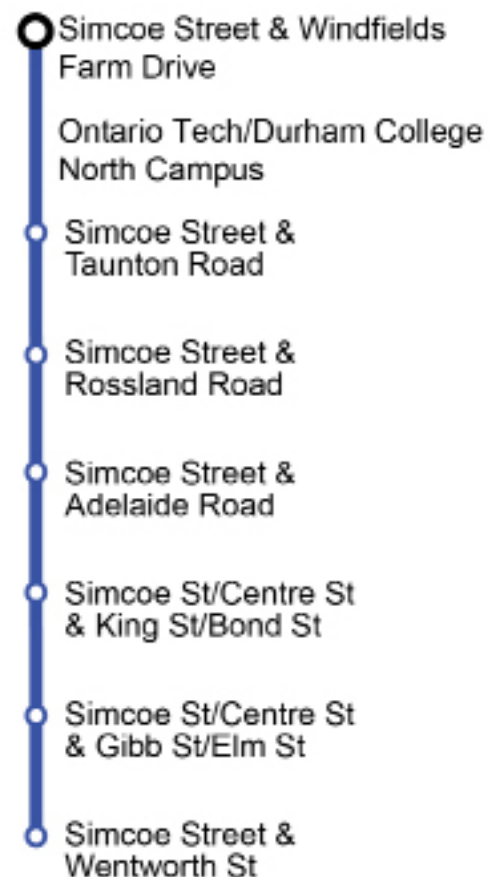 Simcoe Street & Windfields
Farm Drive
Ontario Tech/Durham College
North Campus
Simcoe Street &
Taunton Road
Simcoe Street &
Rossland Road
Simcoe Street &
Adelaide Road
Simcoe St/Centre St
& King St/Bond St
Simcoe St/Centre St
& Gibb St/Elm St
Simcoe Street &
Wentworth St